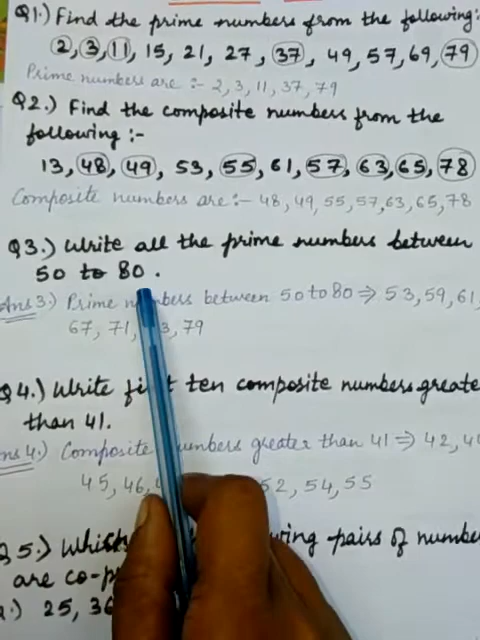 Q1.) Find the prime numbers from the following:
2, 3, 11, 15, 21, 27, 37, 49, 57, 69, 79
Prime numbers are :- 2, 3, 11, 37, 79
Q2.) Find the composite numbers from the
following :-
13, 48, 49, 53, 55, 61, 57, 63, 65, 78
Composite numbers are:- 48, 49, 55, 57, 63, 65, 78
Q3.) Write all the prime numbers between
50 to 80.
Ans 3.) Prime between 50 to 80 ⇒ 53, 59, 61,
67, 71, 79
Q4.) Write first ten composite numbers
than 41.
Ans 4.) Composite numbers greater than 41 ⇒ 42,
45, 46, 52, 54, 55
Q5.) Which pairs of
are
25,